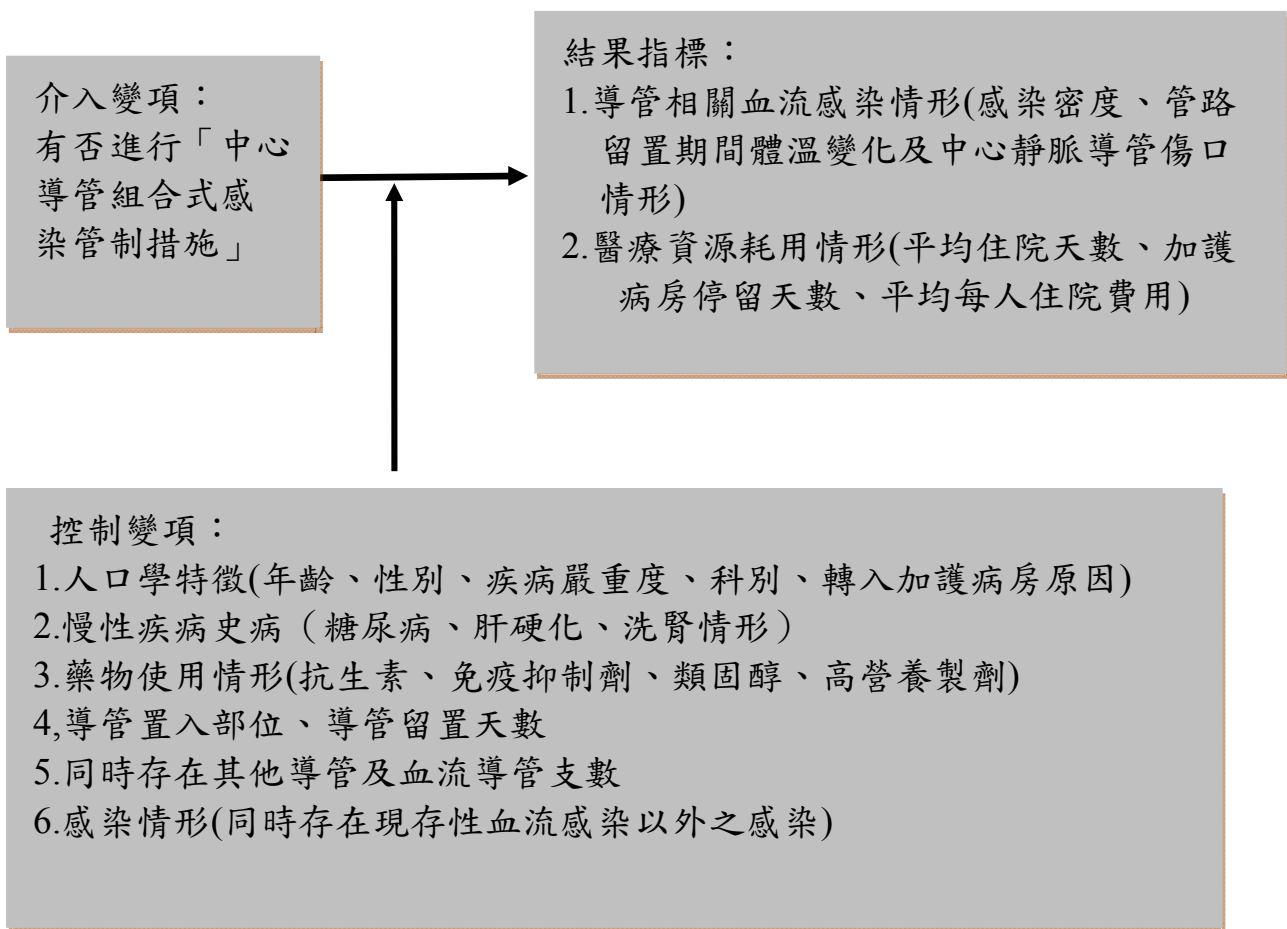 介入變項：
有否進行「中心
導管組合式感
染管制措施」
結果指標：
1.導管相關血流感染情形(感染密度、管路
留置期間體溫變化及中心靜脈導管傷口
情形)
2.醫療資源耗用情形(平均住院天數、加護
病房停留天數、平均每人住院費用)
控制變項：
1.人口學特徵(年齡、性別、疾病嚴重度、科別、轉入加護病房原因)
2.慢性疾病史病（糖尿病、肝硬化、洗腎情形）
3.藥物使用情形(抗生素、免疫抑制劑、類固醇、高營養製劑)
4,導管置入部位、導管留置天數
5.同時存在其他導管及血流導管支數
6.感染情形(同時存在現存性血流感染以外之感染)